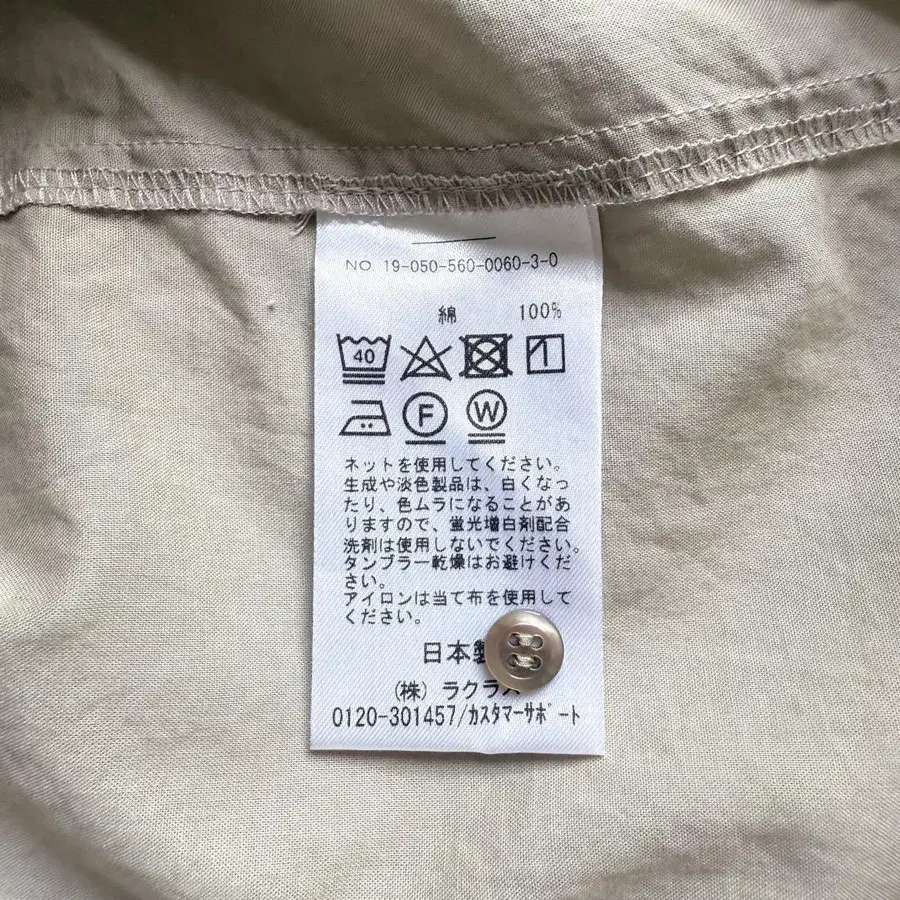 NO. 19-050-560-0060-3-0
綿 100%
40
F W
ネットを使用してください。
生成や淡色製品は、白くなっ
たり、色ムラになることがあ
りますので、蛍光増白剤配合
洗剤は使用しないでください。
タンブラー乾燥はお避けくだ
さい。
アイロンは当て布を使用して
ください。
日本製
(株) ラクラス
0120-301457/ｶｽﾀﾏｰｻﾎﾟｰﾄ